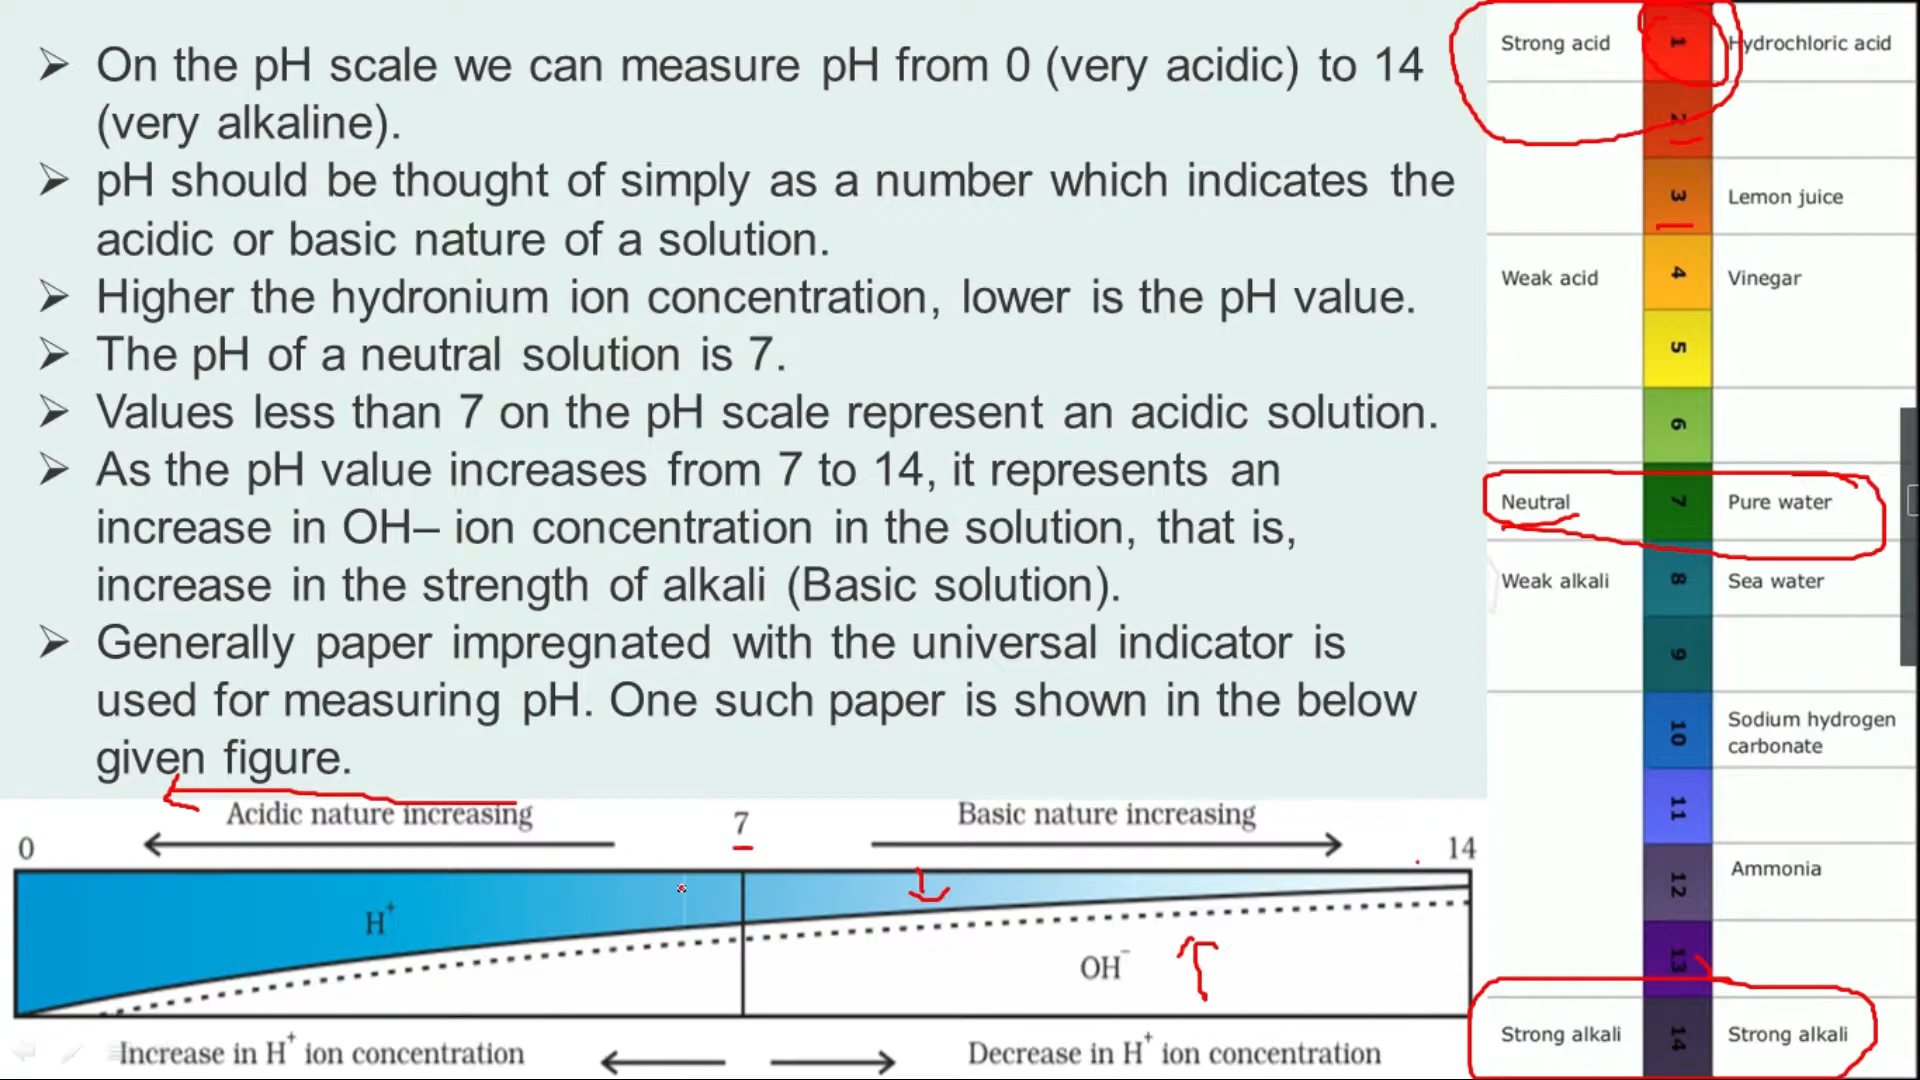 ➢ On the pH scale we can measure pH from 0 (very acidic) to 14
(very alkaline).
➢ pH should be thought of simply as a number which indicates the
acidic or basic nature of a solution.
➢ Higher the hydronium ion concentration, lower is the pH value.
➢ The pH of a neutral solution is 7.
➢ Values less than 7 on the pH scale represent an acidic solution.
➢ As the pH value increases from 7 to 14, it represents an
increase in OH– ion concentration in the solution, that is,
increase in the strength of alkali (Basic solution).
➢ Generally paper impregnated with the universal indicator is
used for measuring pH. One such paper is shown in the below
given figure.
Acidic nature increasing
7
Basic nature increasing
0
14
H⁺
OH⁻
Increase in H⁺ ion concentration
Decrease in H⁺ ion concentration
Strong acid 1 Hydrochloric acid
2
3 Lemon juice
Weak acid 4 Vinegar
5
6
Neutral 7 Pure water
Weak alkali 8 Sea water
9
10 Sodium hydrogen
carbonate
11
12 Ammonia
13
Strong alkali 14 Strong alkali